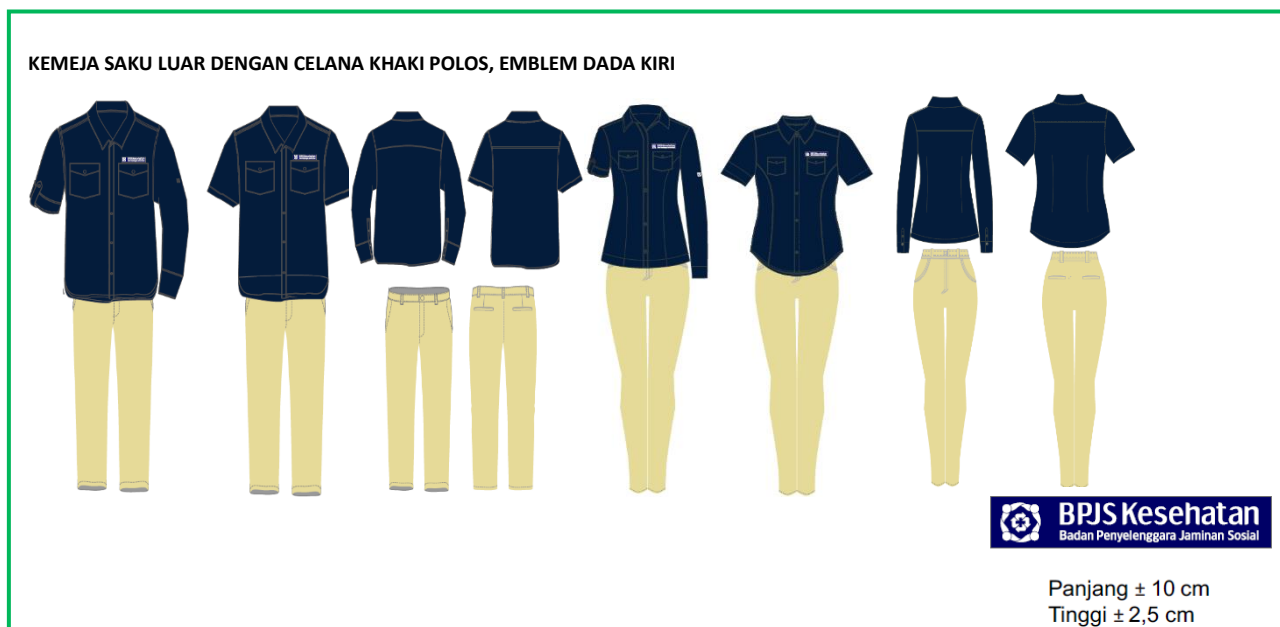 KEMEJA SAKU LUAR DENGAN CELANA KHAKI POLOS, EMBLEM DADA KIRI
BPJS Kesehatan
Badan Penyelenggara Jaminan Sosial
Panjang ± 10 cm
Tinggi ± 2,5 cm